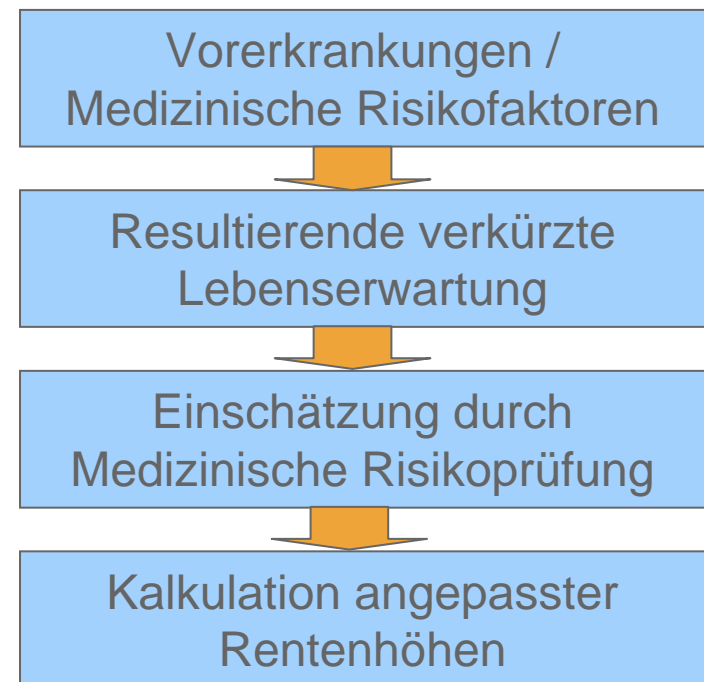 Vorerkrankungen /
Medizinische Risikofaktoren
Resultierende verkürzte
Lebenserwartung
Einschätzung durch
Medizinische Risikoprüfung
Kalkulation angepasster
Rentenhöhen